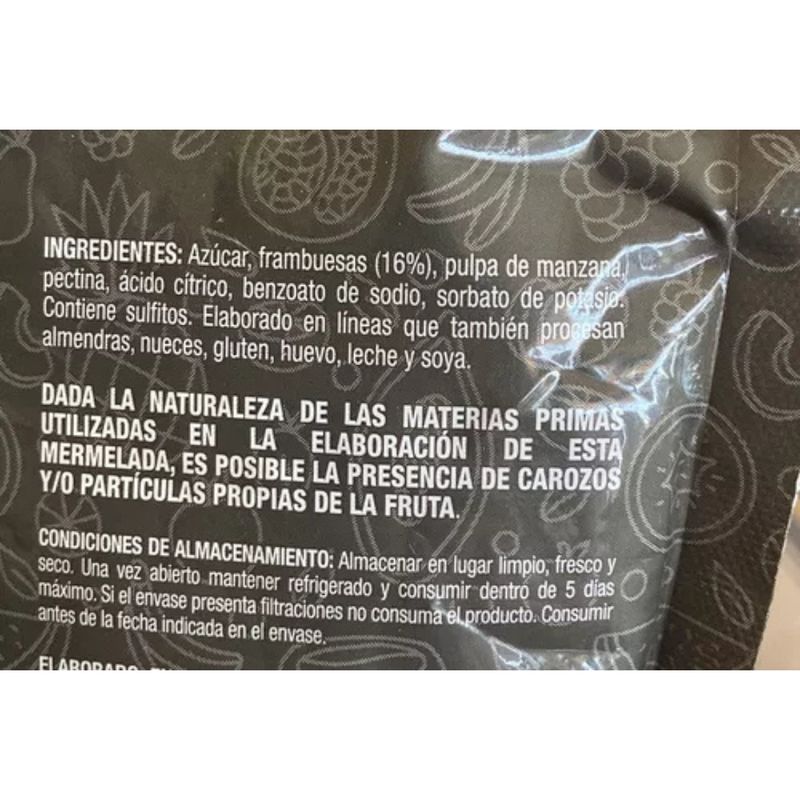 INGREDIENTES: Azúcar, frambuesas (16%), pulpa de manzana,
pectina, ácido cítrico, benzoato de sodio, sorbato de potasio.
Contiene sulfitos. Elaborado en líneas que también procesan
almendras, nueces, gluten, huevo, leche y soya.
DADA LA NATURALEZA DE LAS MATERIAS PRIMAS
UTILIZADAS EN LA ELABORACIÓN DE ESTA
MERMELADA, ES POSIBLE LA PRESENCIA DE CAROZOS
Y/O PARTÍCULAS PROPIAS DE LA FRUTA.
CONDICIONES DE ALMACENAMIENTO: Almacenar en lugar limpio, fresco y
seco. Una vez abierto mantener refrigerado y consumir dentro de 5 días
máximo. Si el envase presenta filtraciones no consuma el producto. Consumir
antes de la fecha indicada en el envase.
ELABORADO